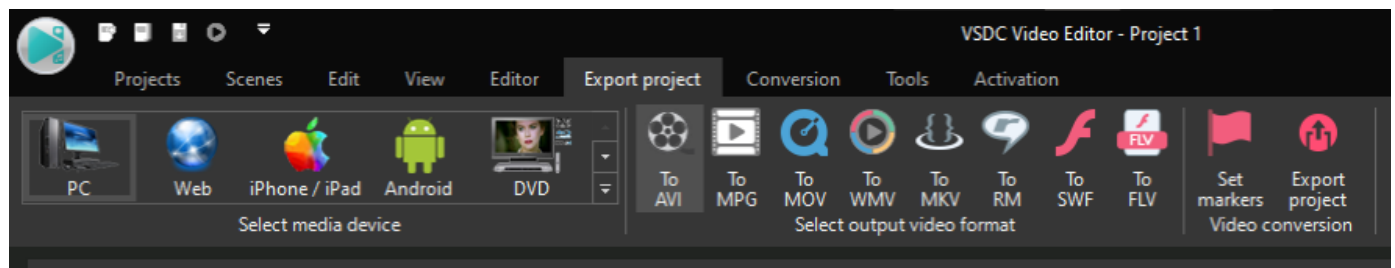 VSDC Video Editor - Project 1
Projects Scenes Edit View Editor Export project Conversion Tools Activation
PC Web iPhone / iPad Android DVD
Select media device
FLV
To AVI
To MPG
To MOV
To WMV
To MKV
To RM
To SWF
To FLV
Select output video format
Set markers
Export project
Video conversion